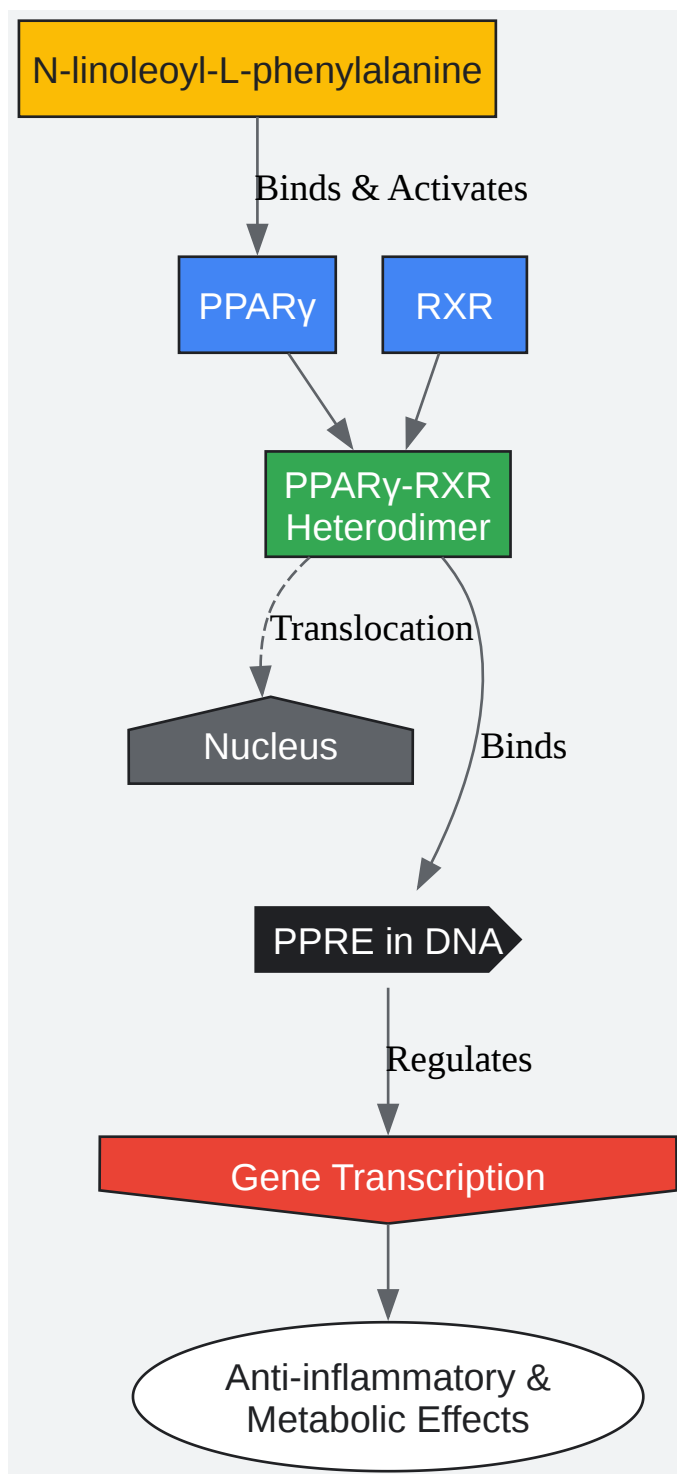 N-linoleoyl-L-phenylalanine
Binds & Activates
PPARγ
RXR
PPARγ-RXR
Heterodimer
Translocation
Nucleus
Binds
PPRE in DNA
Regulates
Gene Transcription
Anti-inflammatory &
Metabolic Effects